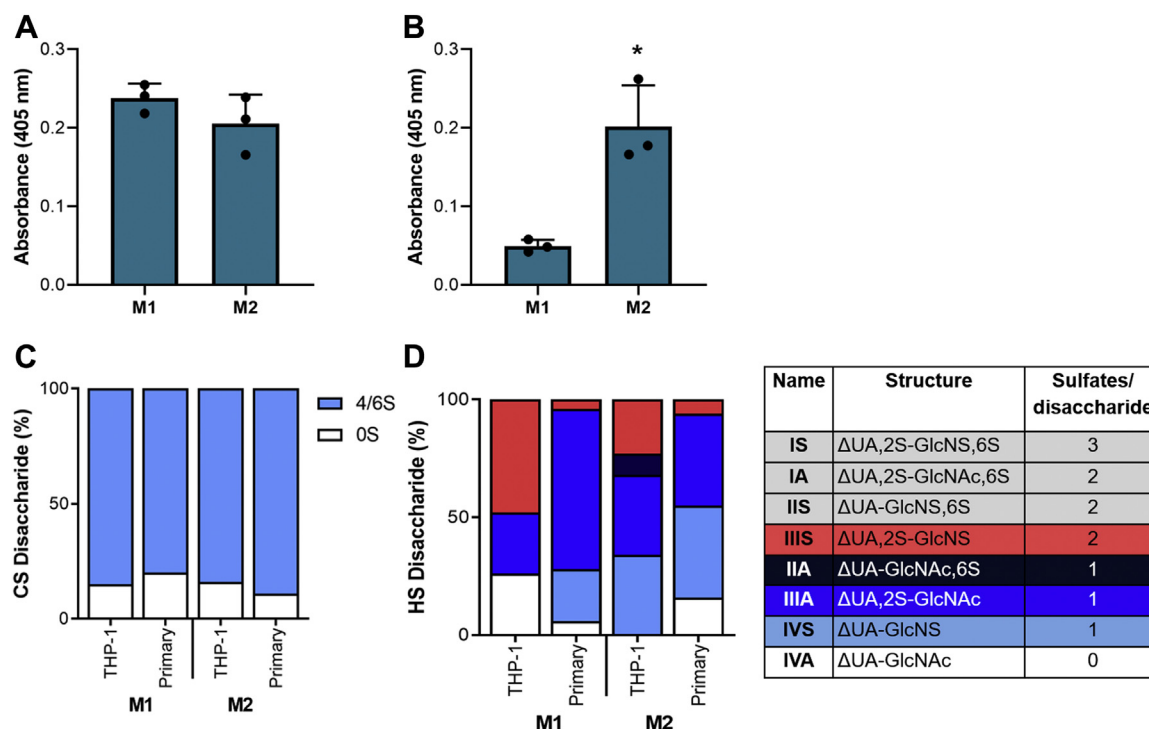 A
B
0.3
0.2
0.1
0.0
Absorbance (405 nm)
M1
M2
0.3
0.2
0.1
0.0
Absorbance (405 nm)
*
M1
M2
C
D
100
50
0
CS Disaccharide (%)
4/6S
0S
THP-1
Primary
THP-1
Primary
M1
M2
100
50
0
HS Disaccharide (%)
THP-1
Primary
THP-1
Primary
M1
M2
Name Structure Sulfates/
disaccharide
IS ΔUA,2S-GlcNS,6S 3
IA ΔUA,2S-GlcNAc,6S 2
IIS ΔUA-GlcNS,6S 2
IIIS ΔUA,2S-GlcNS 2
IIA ΔUA-GlcNAc,6S 1
IIIA ΔUA,2S-GlcNAc 1
IVS ΔUA-GlcNS 1
IVA ΔUA-GlcNAc 0